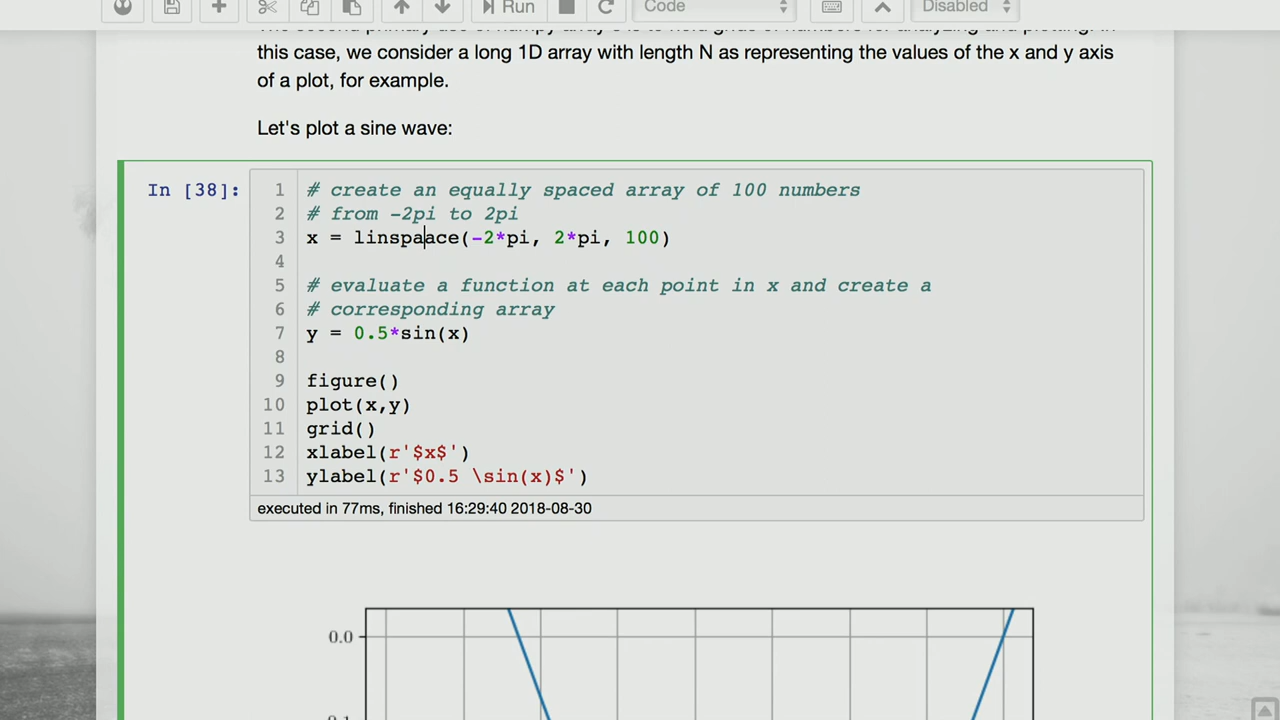 Run
Code
Disabled
this case, we consider a long 1D array with length N as representing the values of the x and y axis
of a plot, for example.
Let's plot a sine wave:
In [38]:
1 # create an equally spaced array of 100 numbers
2 # from -2pi to 2pi
3 x = linspaace(-2*pi, 2*pi, 100)
4
5 # evaluate a function at each point in x and create a
6 # corresponding array
7 y = 0.5*sin(x)
8
9 figure()
10 plot(x,y)
11 grid()
12 xlabel(r'$x$')
13 ylabel(r'$0.5 \sin(x)$')
executed in 77ms, finished 16:29:40 2018-08-30
0.0